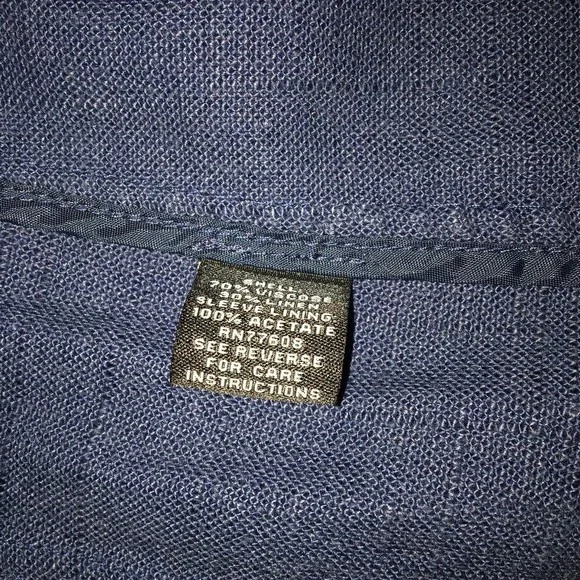 SHELL
70% VISCOSE
30% LINEN
SLEEVE LINING:
100% ACETATE
RN77608
SEE REVERSE
FOR CARE
INSTRUCTIONS